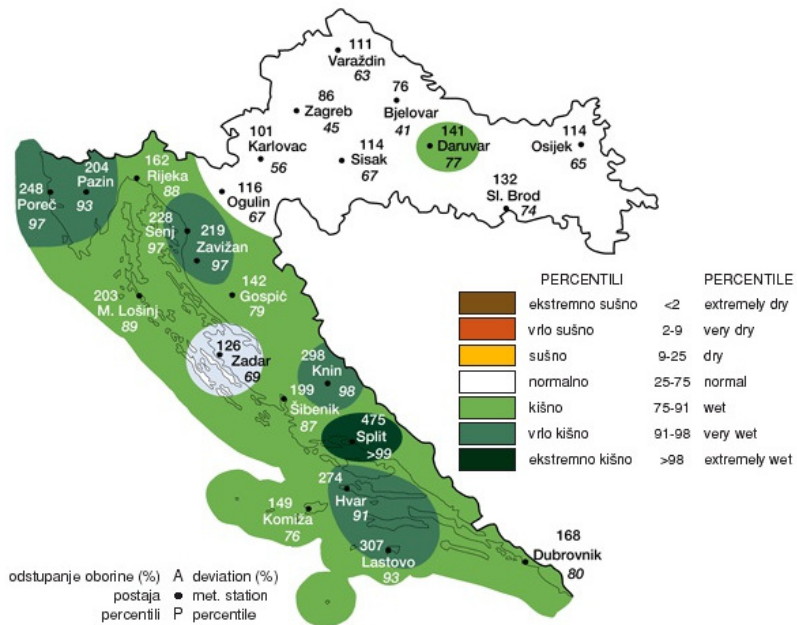 111
Varaždin
63
86
Zagreb
45
76
Bjelovar
41
141
Daruvar
77
114
Osijek
65
101
Karlovac
56
114
Sisak
67
132
Sl. Brod
74
116
Ogulin
67
162
Rijeka
88
204
Pazin
93
248
Poreč
97
228
Senj
97
219
Zavižan
97
142
Gospić
79
203
M. Lošinj
89
126
Zadar
69
298
Knin
98
199
Šibenik
87
475
Split
>99
274
Hvar
91
149
Komiža
76
307
Lastovo
93
168
Dubrovnik
80
PERCENTILI PERCENTILE
ekstremno sušno <2 extremely dry
vrlo sušno 2-9 very dry
sušno 9-25 dry
normalno 25-75 normal
kišno 75-91 wet
vrlo kišno 91-98 very wet
ekstremno kišno >98 extremely wet
odstupanje oborine (%) A deviation (%)
postaja met. station
percentili P percentile